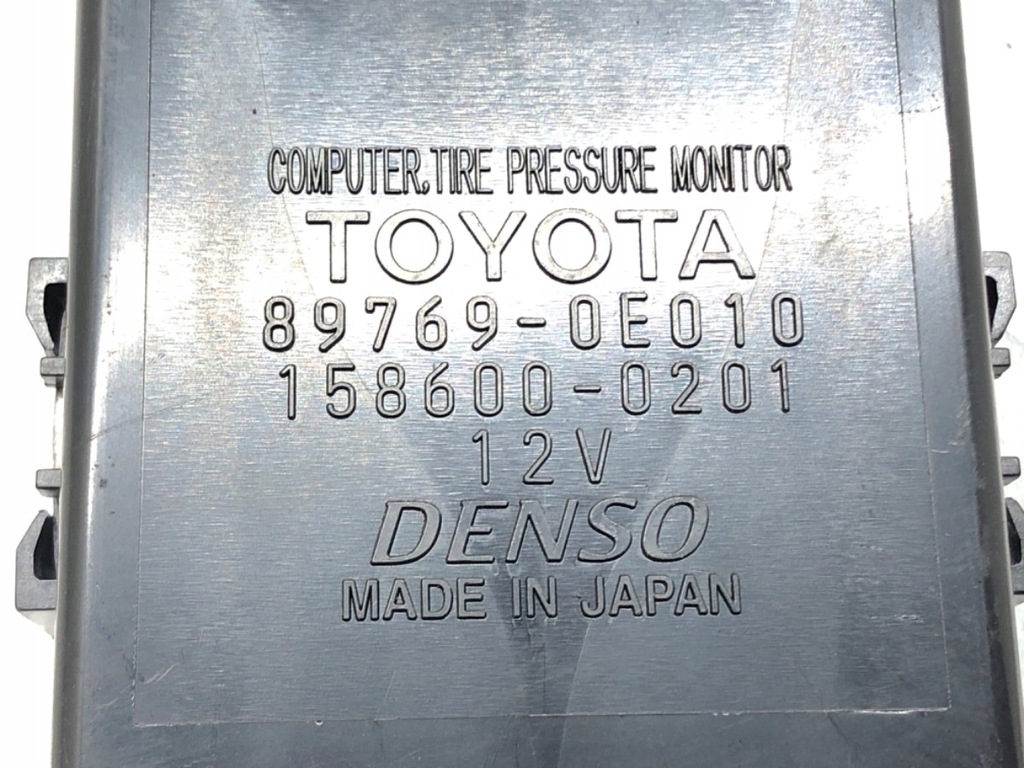 COMPUTER,TIRE PRESSURE MONITOR
TOYOTA
89769-0E010
158600-0201
12V
DENSO
MADE IN JAPAN